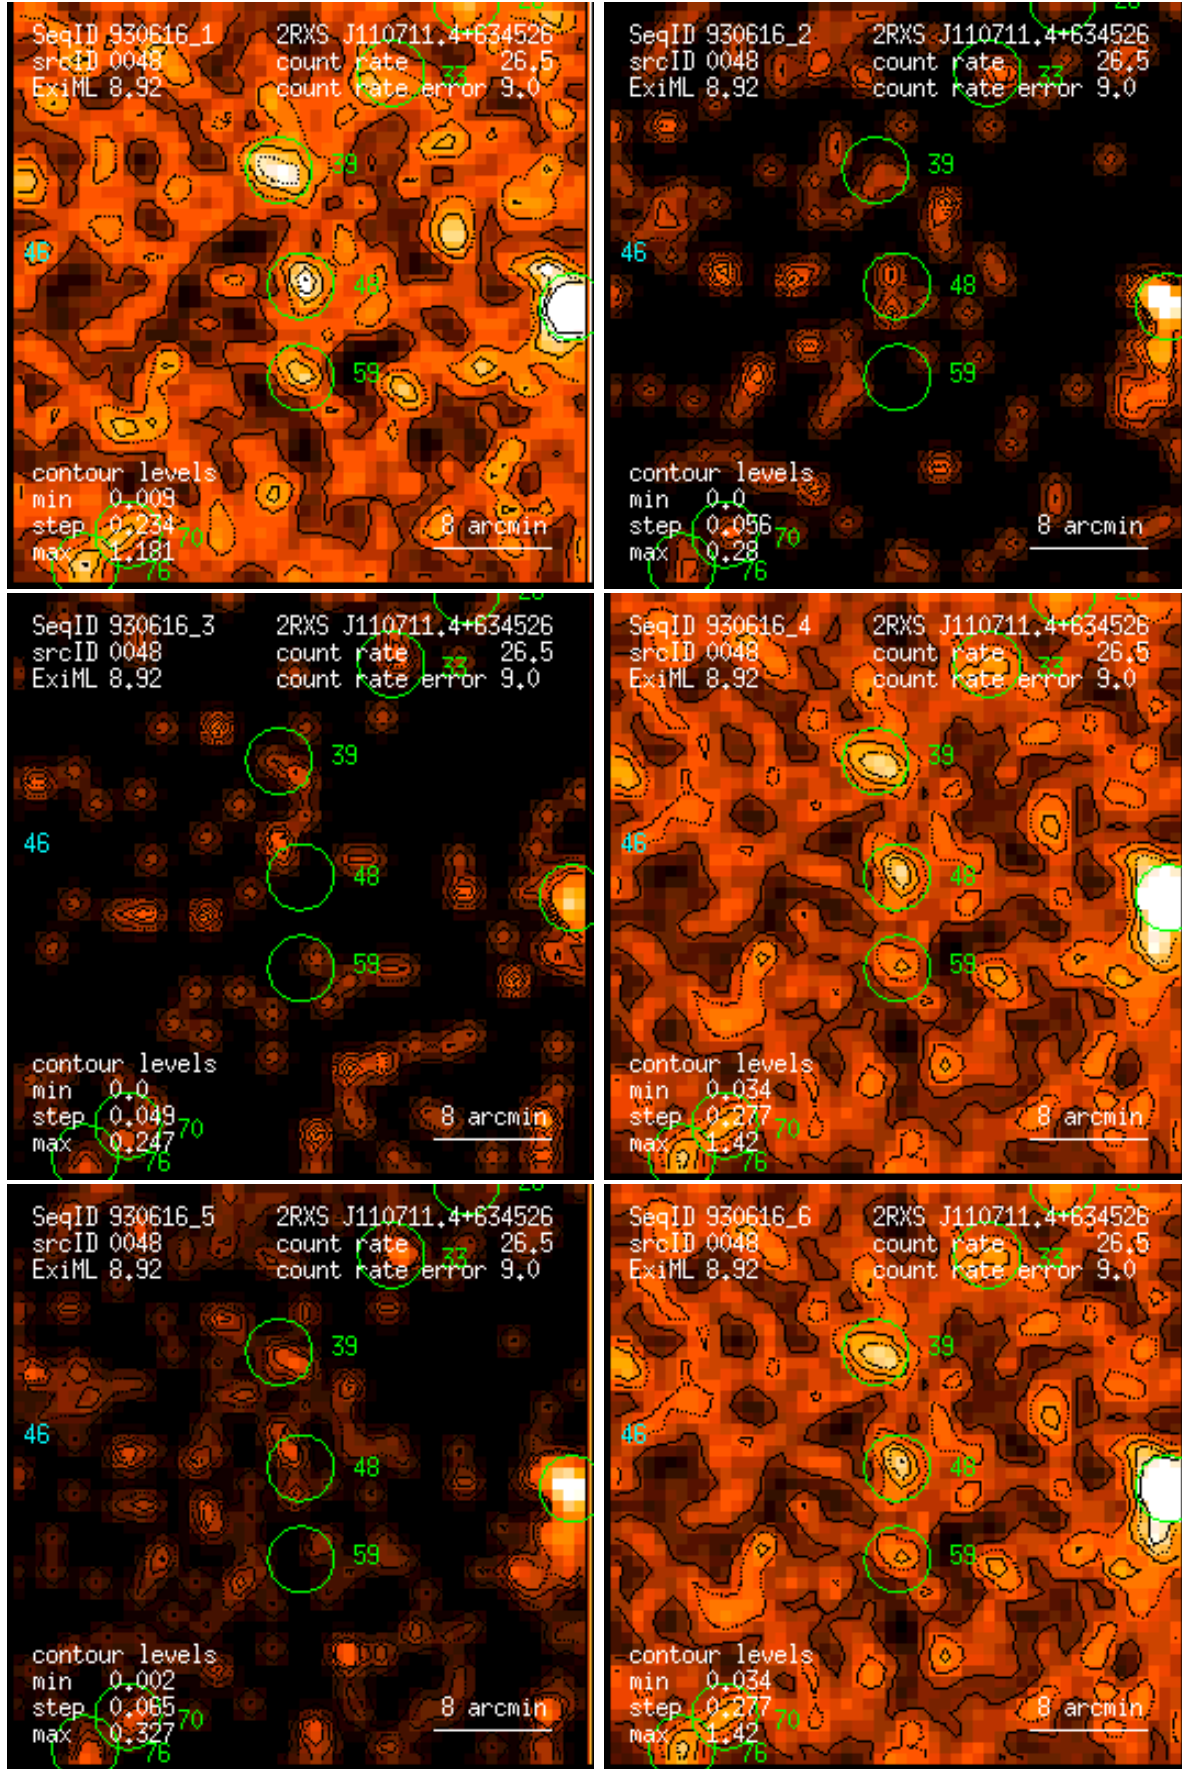 SeqID 930616_1 2RXS J110711.4+634526
srcID 0048 count rate 26.5
ExiML 8.92 count rate error 9.0
33
39
46
48
59
contour levels
min 0.009
step 0.234
max 1.181
70
76
8 arcmin
SeqID 930616_2 2RXS J110711.4+634526
srcID 0048 count rate 26.5
ExiML 8.92 count rate error 9.0
33
39
46
48
59
contour levels
min 0.0
step 0.056
max 0.28
70
76
8 arcmin
SeqID 930616_3 2RXS J110711.4+634526
srcID 0048 count rate 26.5
ExiML 8.92 count rate error 9.0
33
39
46
48
59
contour levels
min 0.0
step 0.049
max 0.247
70
76
8 arcmin
SeqID 930616_4 2RXS J110711.4+634526
srcID 0048 count rate 26.5
ExiML 8.92 count rate error 9.0
33
39
46
48
59
contour levels
min 0.034
step 0.277
max 1.42
70
76
8 arcmin
SeqID 930616_5 2RXS J110711.4+634526
srcID 0048 count rate 26.5
ExiML 8.92 count rate error 9.0
33
39
46
48
59
contour levels
min 0.002
step 0.065
max 0.327
70
76
8 arcmin
SeqID 930616_6 2RXS J110711.4+634526
srcID 0048 count rate 26.5
ExiML 8.92 count rate error 9.0
33
39
46
48
59
contour levels
min 0.034
step 0.277
max 1.42
70
76
8 arcmin